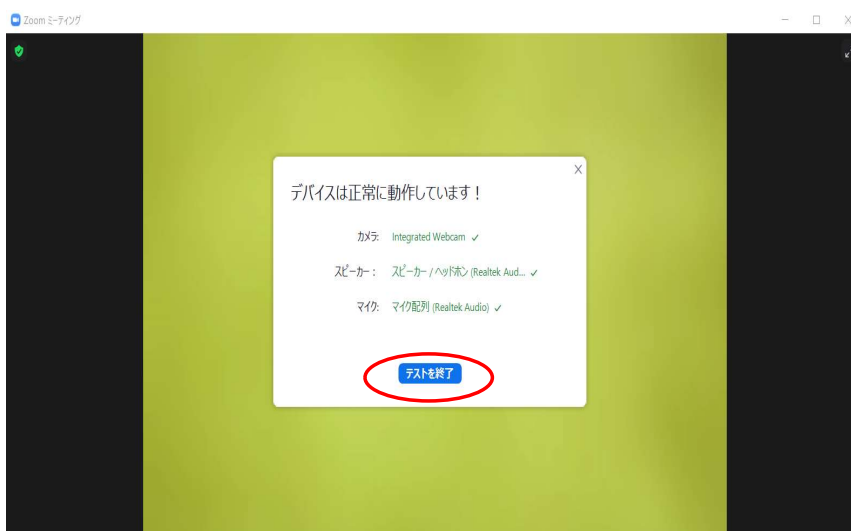 Zoom ミーティング
デバイスは正常に動作しています！
カメラ: Integrated Webcam ✓
スピーカー： スピーカー / ヘッドホン (Realtek Aud... ✓
マイク: マイク配列 (Realtek Audio) ✓
テストを終了